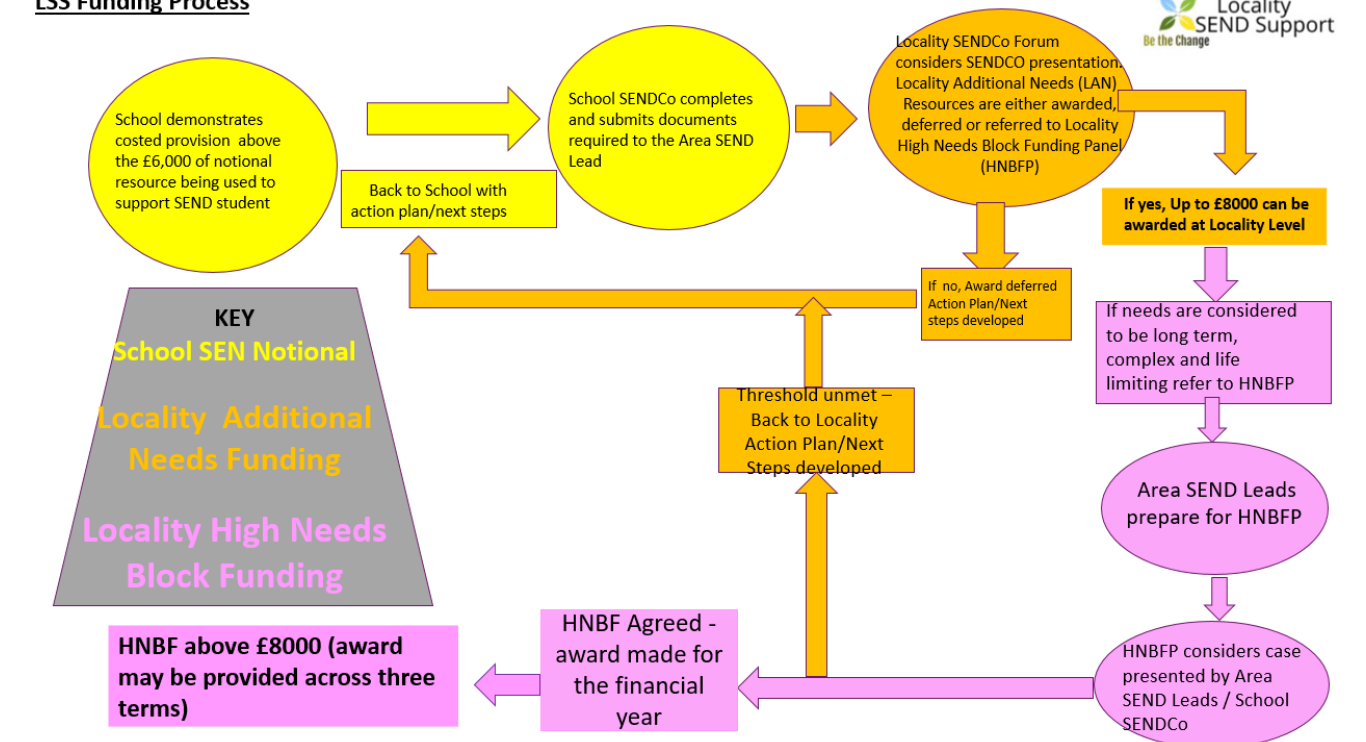 LSS Funding Process
Locality
SEND Support
Be the Change
School demonstrates
costed provision  above
the £6,000 of notional
resource being used to
support SEND student
School SENDCo completes
and submits documents
required to the Area SEND
Lead
Locality SENDCo Forum
considers SENDCO presentation.
Locality Additional Needs (LAN)
Resources are either awarded,
deferred or referred to Locality
High Needs Block Funding Panel
(HNBFP)
Back to School with
action plan/next steps
If yes, Up to £8000 can be
awarded at Locality Level
If  no, Award deferred
Action Plan/Next
steps developed
If needs are considered
to be long term,
complex and life
limiting refer to HNBFP
KEY
School SEN Notional
Locality  Additional
Needs Funding
Locality High Needs
Block Funding
Threshold unmet –
Back to Locality
Action Plan/Next
Steps developed
Area SEND Leads
prepare for HNBFP
HNBFP considers case
presented by Area
SEND Leads / School
SENDCo
HNBF Agreed -
award made for
the financial
year
HNBF above £8000 (award
may be provided across three
terms)